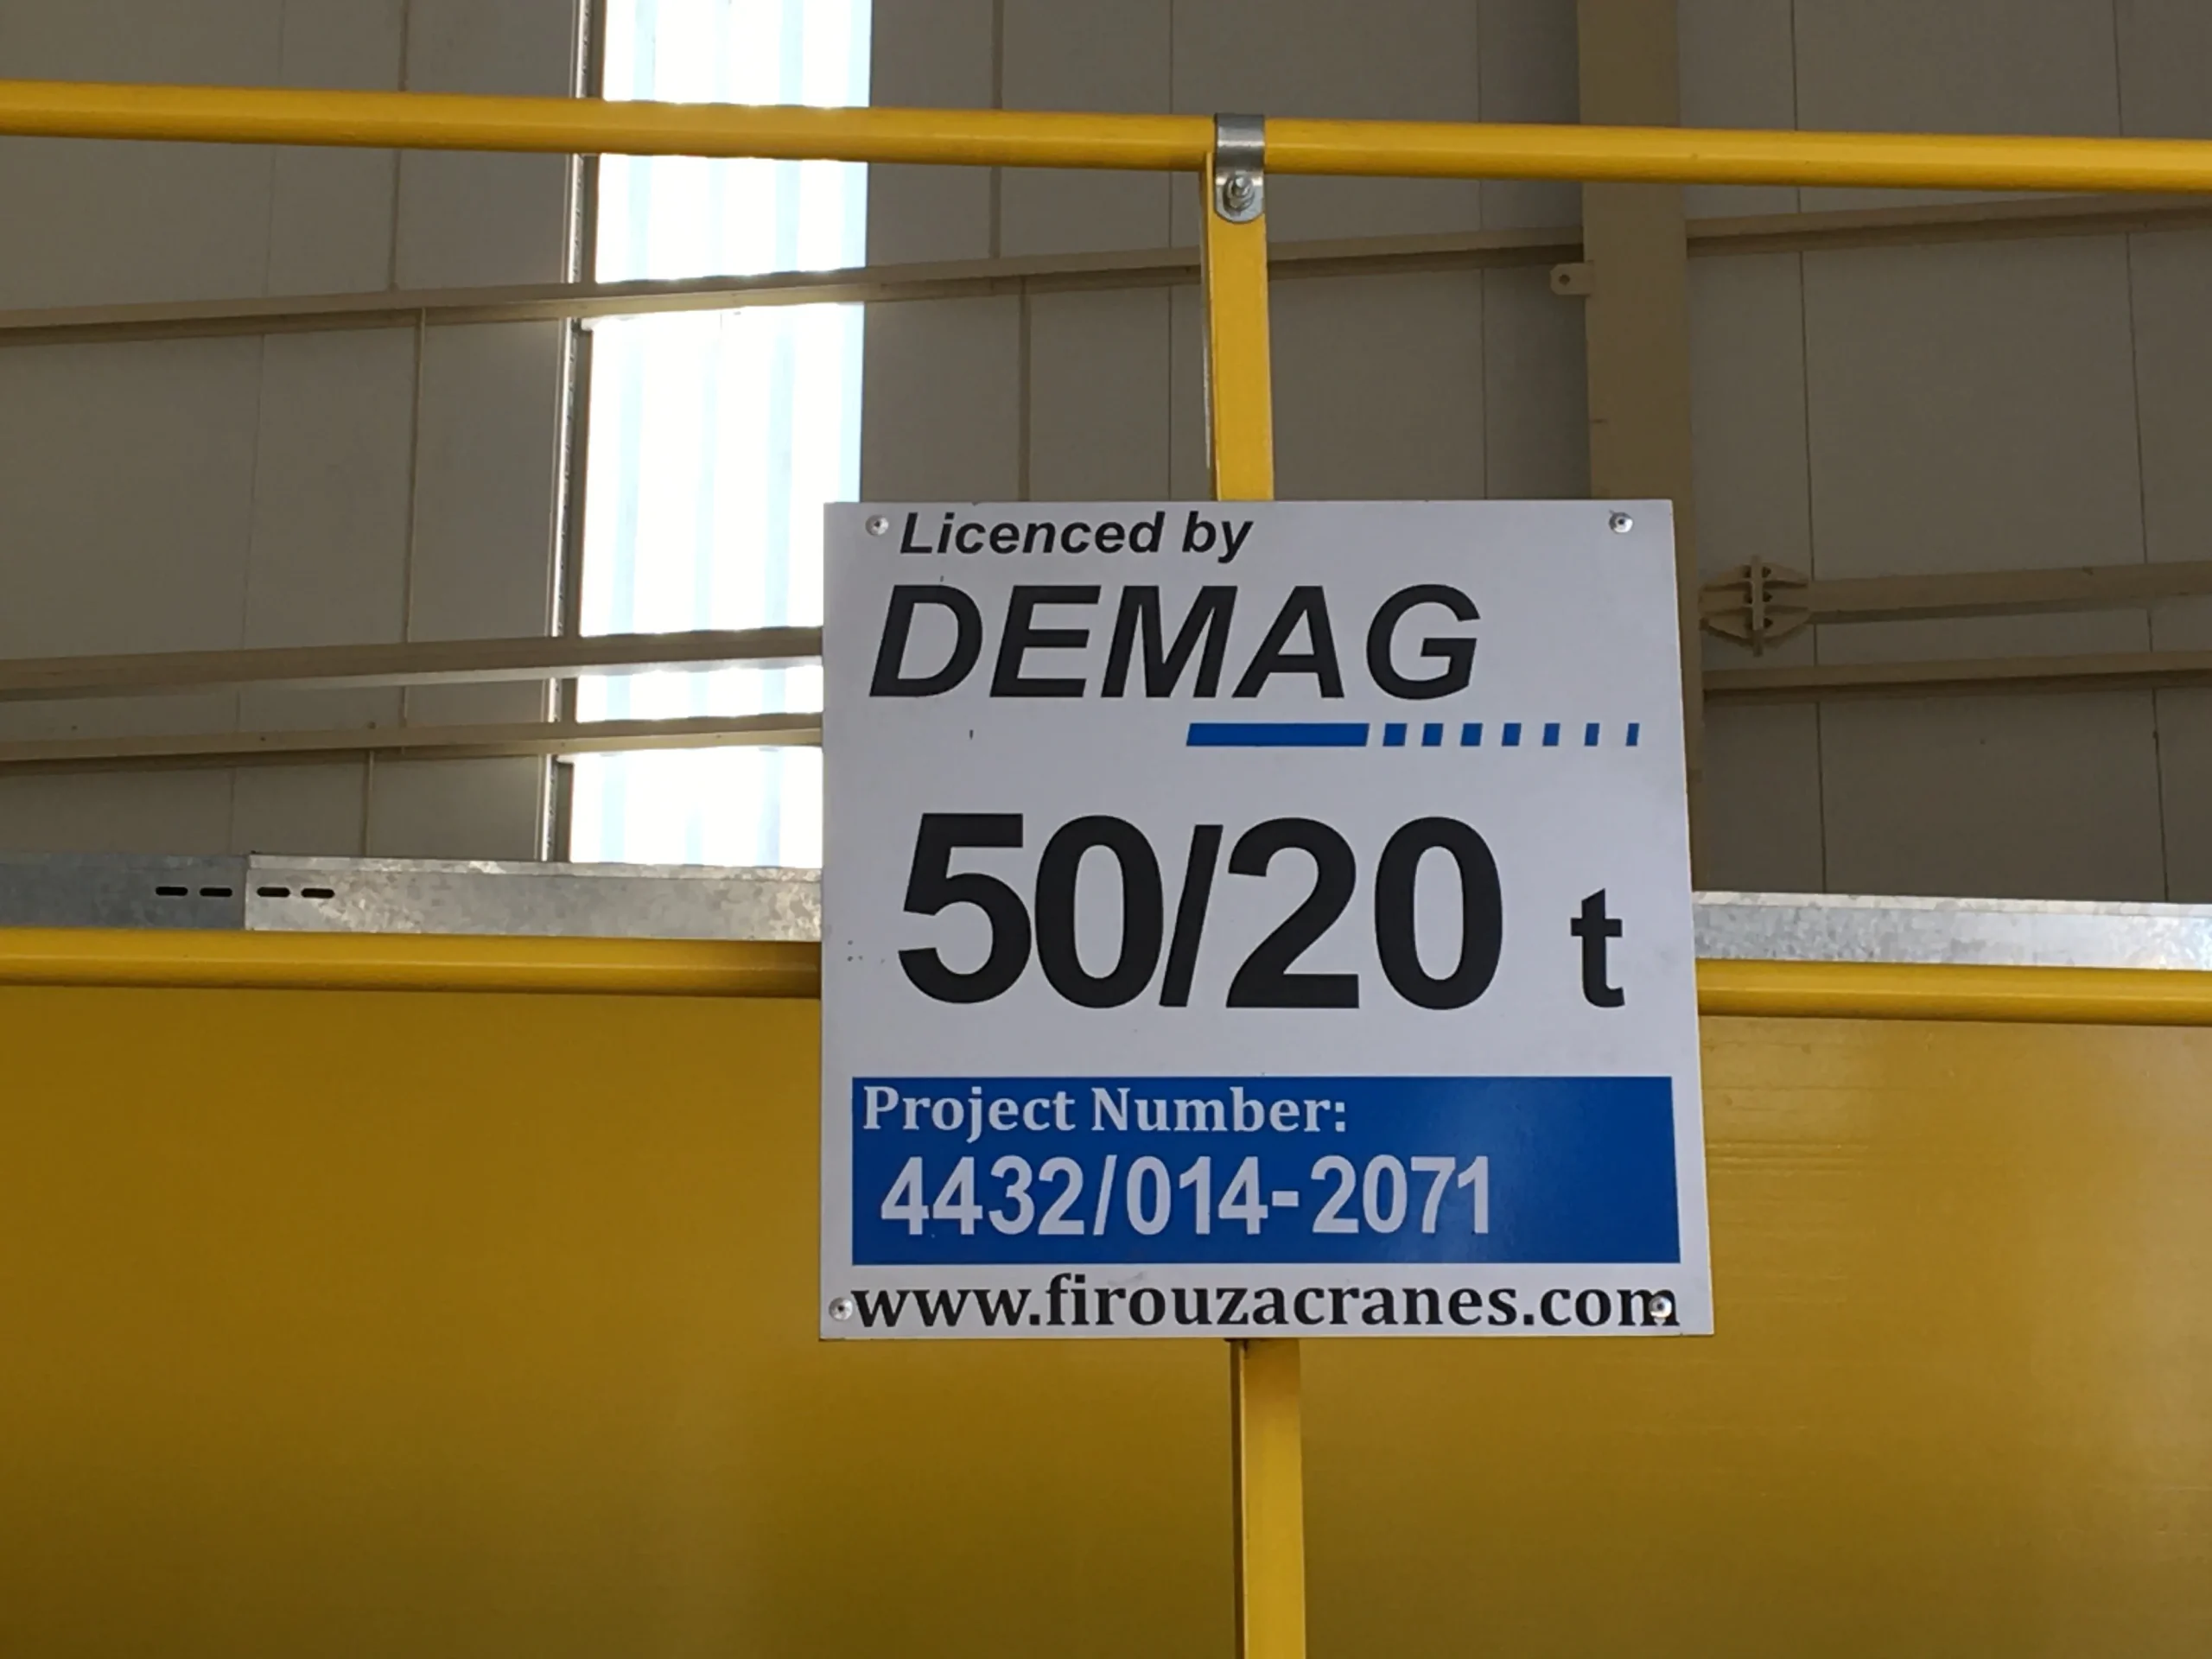 Licenced by
DEMAG
50/20 t
Project Number:
4432/014-2071
www.firouzacranes.com